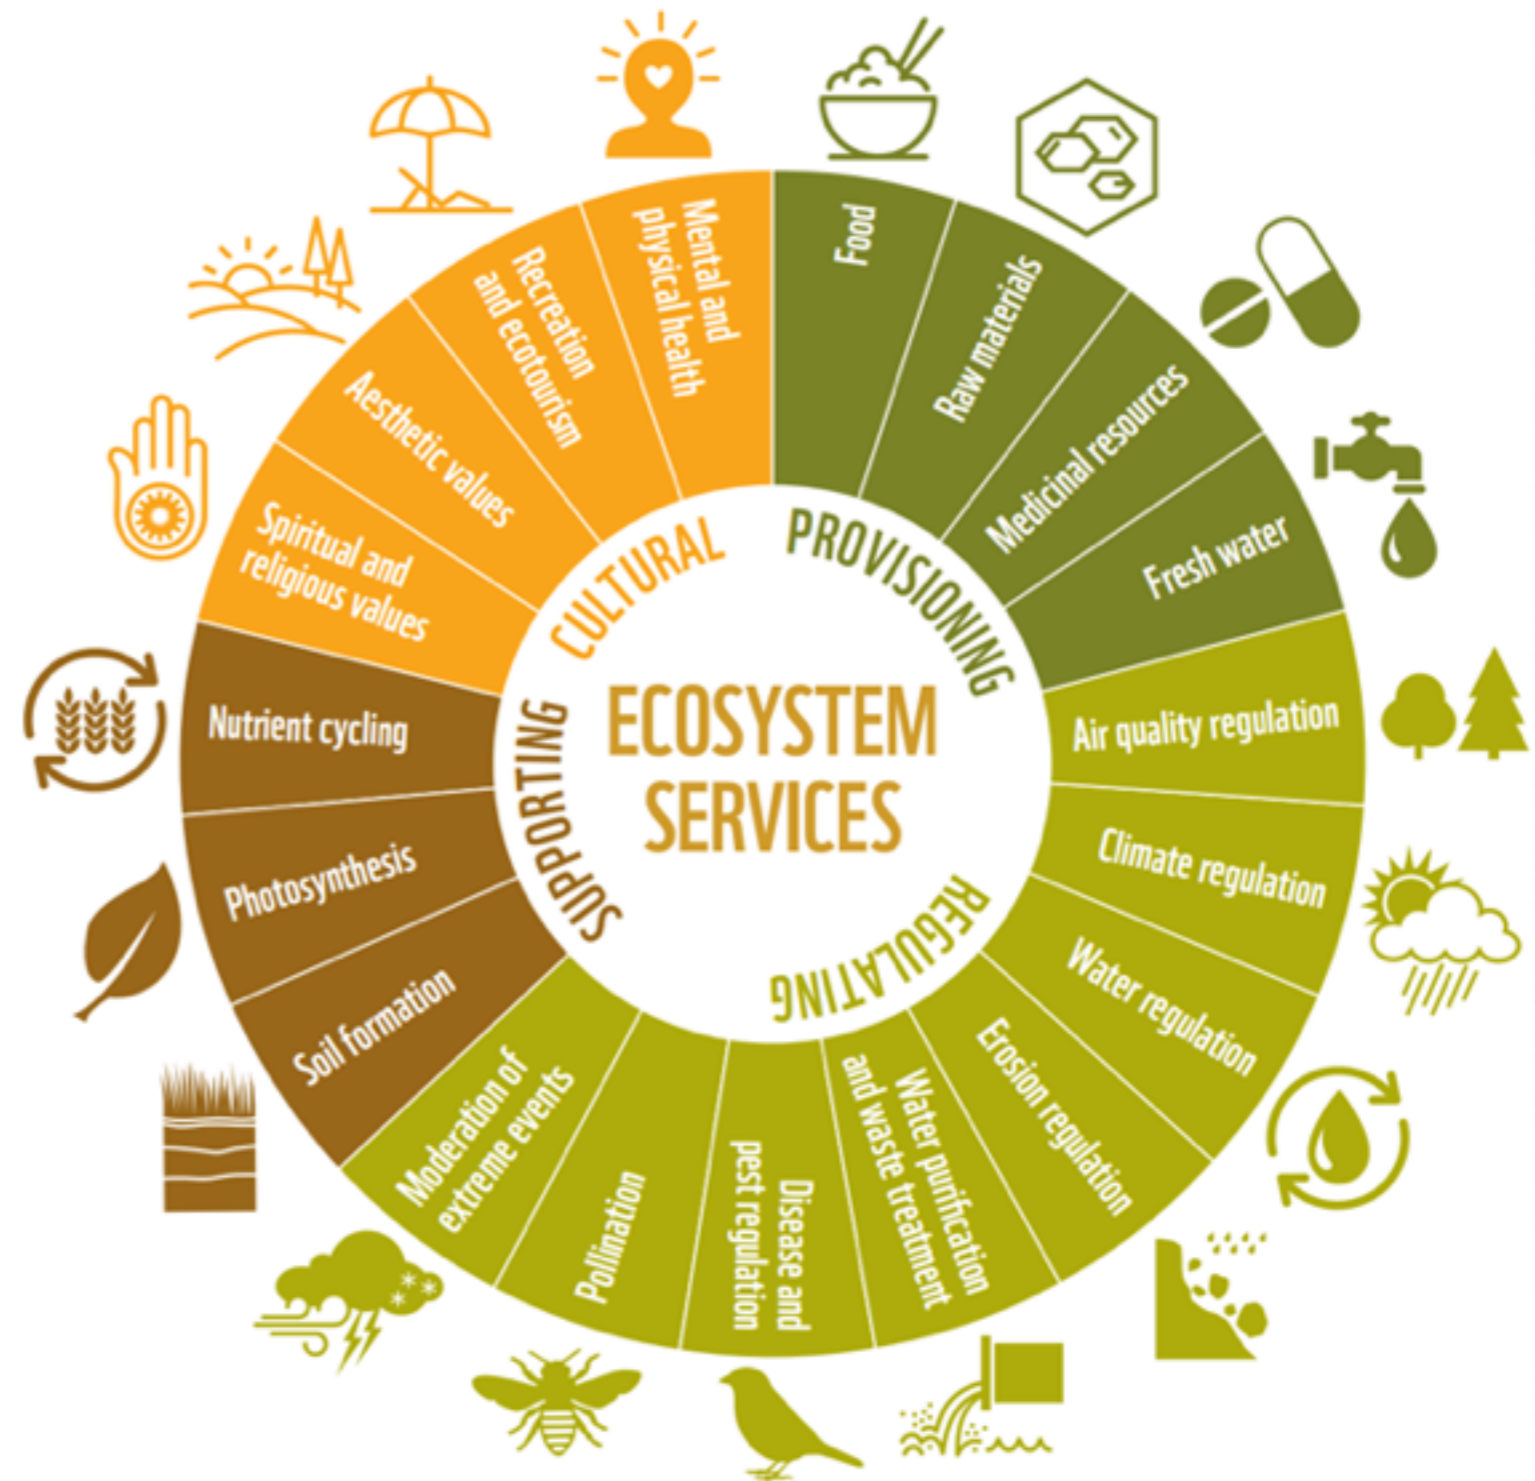 ECOSYSTEM
SERVICES
PROVISIONING
Food
Raw materials
Medicinal resources
Fresh water
REGULATING
Air quality regulation
Climate regulation
Water regulation
Erosion regulation
Water purification
and waste treatment
Disease and
pest regulation
Pollination
Moderation of
extreme events
SUPPORTING
Soil formation
Photosynthesis
Nutrient cycling
CULTURAL
Spiritual and
religious values
Aesthetic values
Recreation
and ecotourism
Mental and
physical health